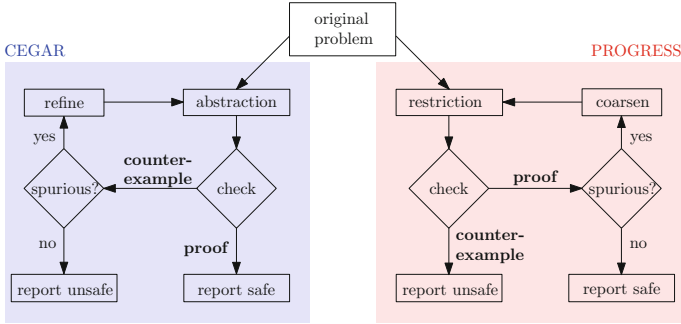 original
problem
CEGAR
PROGRESS
refine
abstraction
restriction
coarsen
yes
yes
counter-
example
proof
spurious?
check
check
spurious?
no
proof
counter-
example
no
report unsafe
report safe
report unsafe
report safe